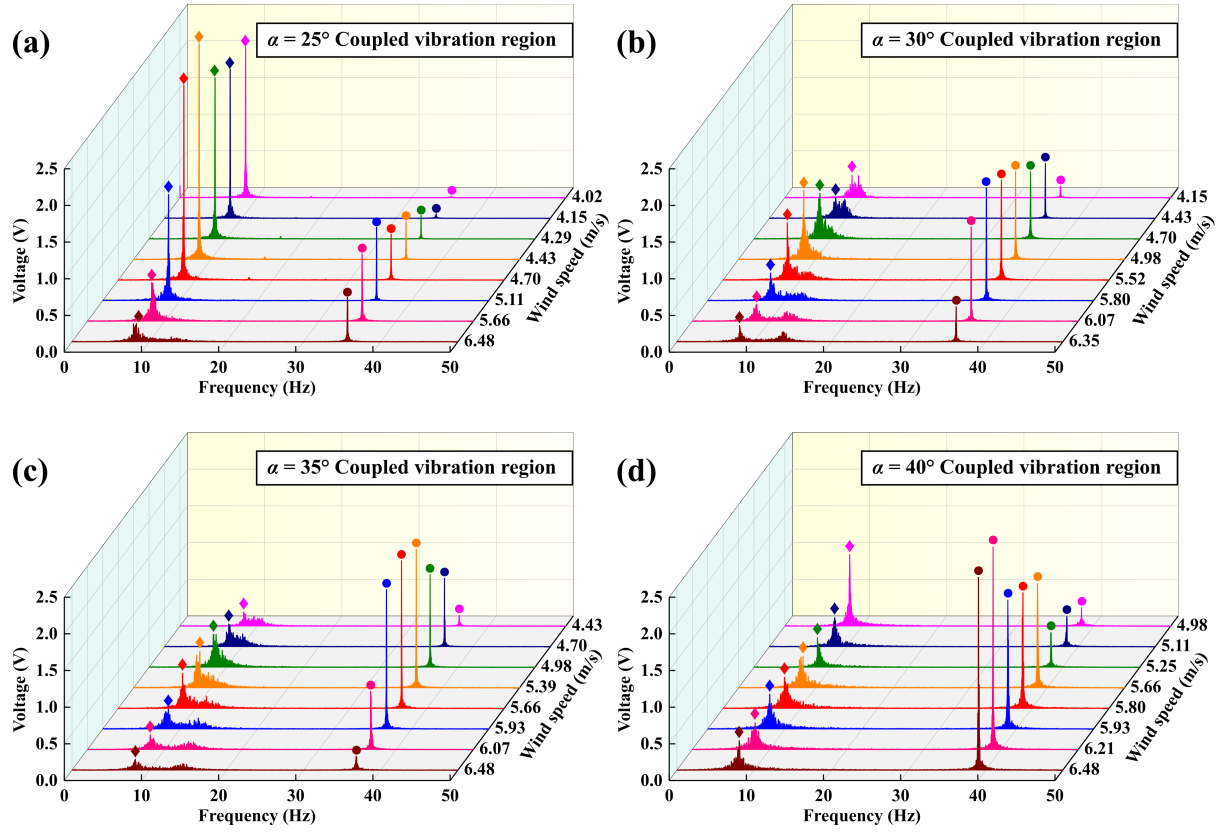 (a)
α = 25° Coupled vibration region
2.5
2.0
1.5
1.0
0.5
0.0
Voltage (V)
0 10 20 30 40 50
Frequency (Hz)
4.02
4.15
4.29
4.43
4.70
5.11
5.66
6.48
Wind speed (m/s)
(b)
α = 30° Coupled vibration region
2.5
2.0
1.5
1.0
0.5
0.0
Voltage (V)
0 10 20 30 40 50
Frequency (Hz)
4.15
4.43
4.70
4.98
5.52
5.80
6.07
6.35
Wind speed (m/s)
(c)
α = 35° Coupled vibration region
2.5
2.0
1.5
1.0
0.5
0.0
Voltage (V)
0 10 20 30 40 50
Frequency (Hz)
4.43
4.70
4.98
5.39
5.66
5.93
6.07
6.48
Wind speed (m/s)
(d)
α = 40° Coupled vibration region
2.5
2.0
1.5
1.0
0.5
0.0
Voltage (V)
0 10 20 30 40 50
Frequency (Hz)
4.98
5.11
5.25
5.66
5.80
5.93
6.21
6.48
Wind speed (m/s)